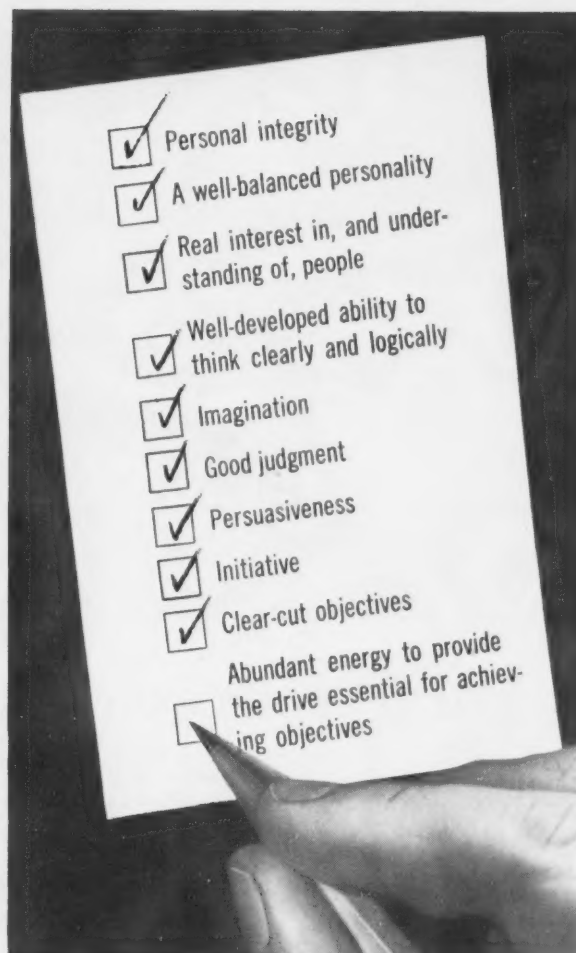 Personal integrity
A well-balanced personality
Real interest in, and under-
standing of, people
Well-developed ability to
think clearly and logically
Imagination
Good judgment
Persuasiveness
Initiative
Clear-cut objectives
Abundant energy to provide
the drive essential for achiev-
ing objectives